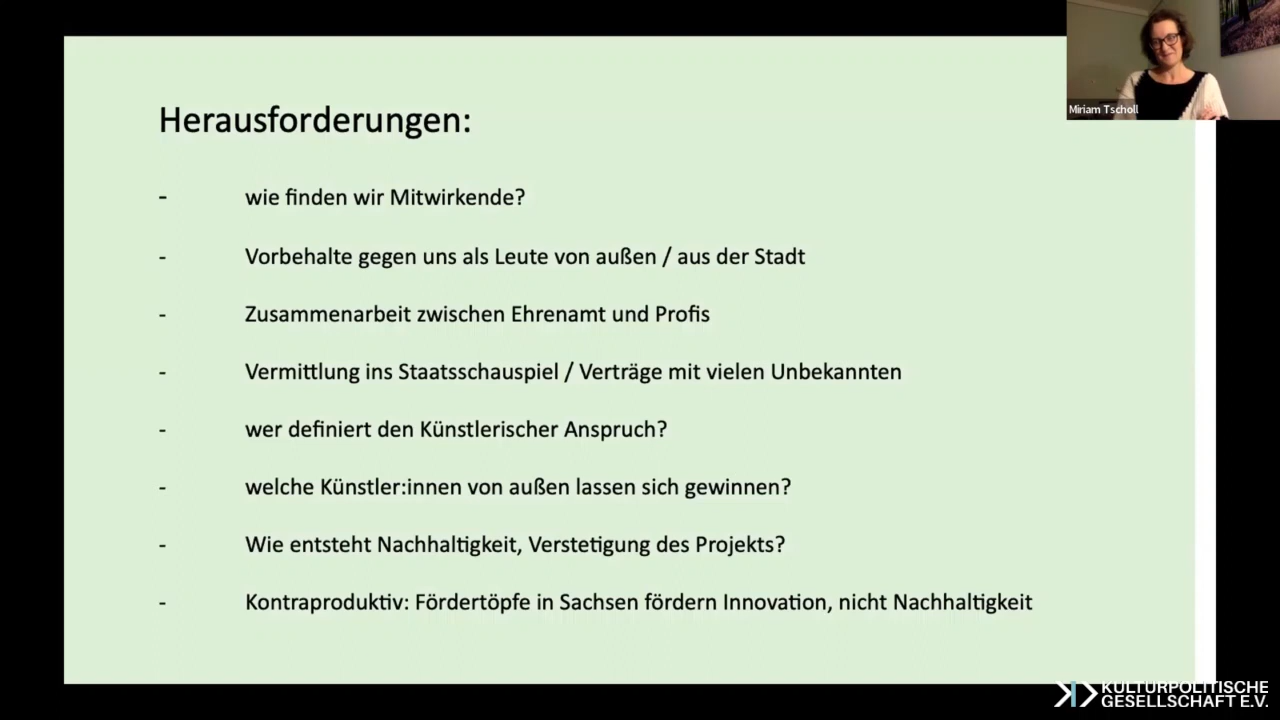 Miriam Tscholl
Herausforderungen:
- wie finden wir Mitwirkende?
- Vorbehalte gegen uns als Leute von außen / aus der Stadt
- Zusammenarbeit zwischen Ehrenamt und Profis
- Vermittlung ins Staatsschauspiel / Verträge mit vielen Unbekannten
- wer definiert den Künstlerischer Anspruch?
- welche Künstler:innen von außen lassen sich gewinnen?
- Wie entsteht Nachhaltigkeit, Verstetigung des Projekts?
- Kontraproduktiv: Fördertöpfe in Sachsen fördern Innovation, nicht Nachhaltigkeit
KULTURPOLITISCHE
GESELLSCHAFT E.V.